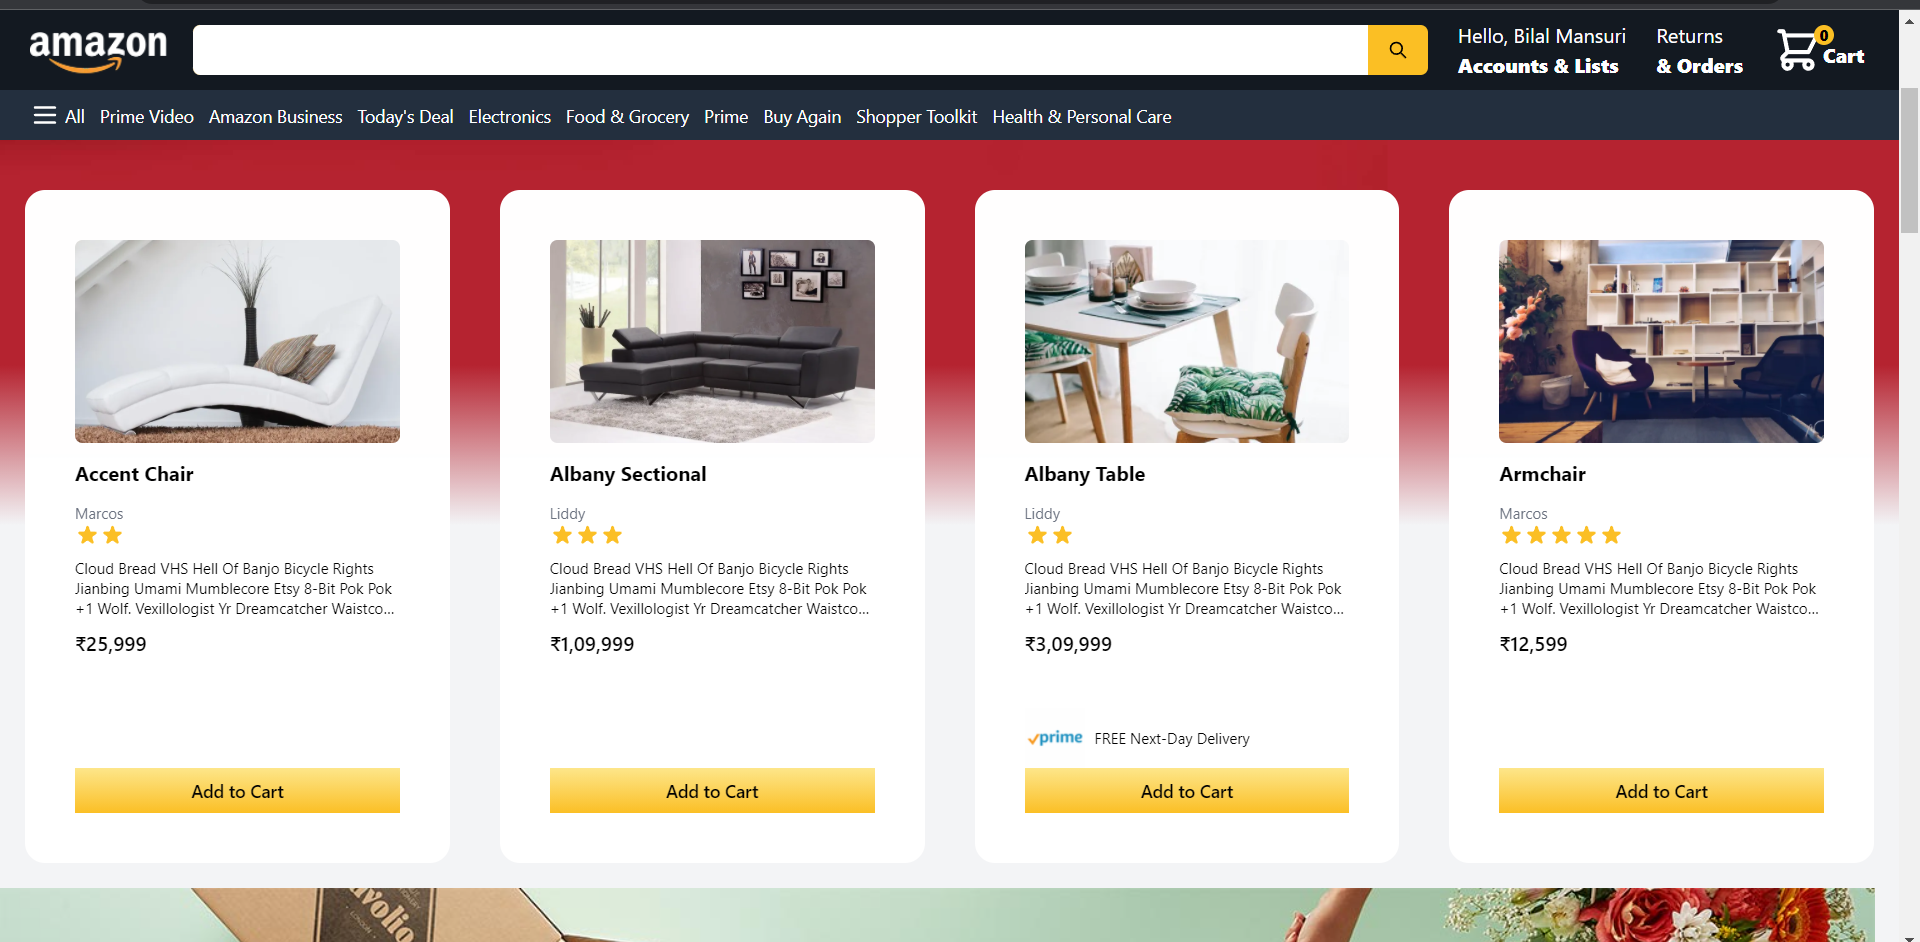 amazon
Hello, Bilal Mansuri
Accounts & Lists
Returns
& Orders
0
Cart
All Prime Video Amazon Business Today's Deal Electronics Food & Grocery Prime Buy Again Shopper Toolkit Health & Personal Care
Accent Chair
Marcos
Cloud Bread VHS Hell Of Banjo Bicycle Rights
Jianbing Umami Mumblecore Etsy 8-Bit Pok Pok
+1 Wolf. Vexillologist Yr Dreamcatcher Waistco...
₹25,999
Add to Cart
Albany Sectional
Liddy
Cloud Bread VHS Hell Of Banjo Bicycle Rights
Jianbing Umami Mumblecore Etsy 8-Bit Pok Pok
+1 Wolf. Vexillologist Yr Dreamcatcher Waistco...
₹1,09,999
Add to Cart
Albany Table
Liddy
Cloud Bread VHS Hell Of Banjo Bicycle Rights
Jianbing Umami Mumblecore Etsy 8-Bit Pok Pok
+1 Wolf. Vexillologist Yr Dreamcatcher Waistco...
₹3,09,999
prime FREE Next-Day Delivery
Add to Cart
Armchair
Marcos
Cloud Bread VHS Hell Of Banjo Bicycle Rights
Jianbing Umami Mumblecore Etsy 8-Bit Pok Pok
+1 Wolf. Vexillologist Yr Dreamcatcher Waistco...
₹12,599
Add to Cart